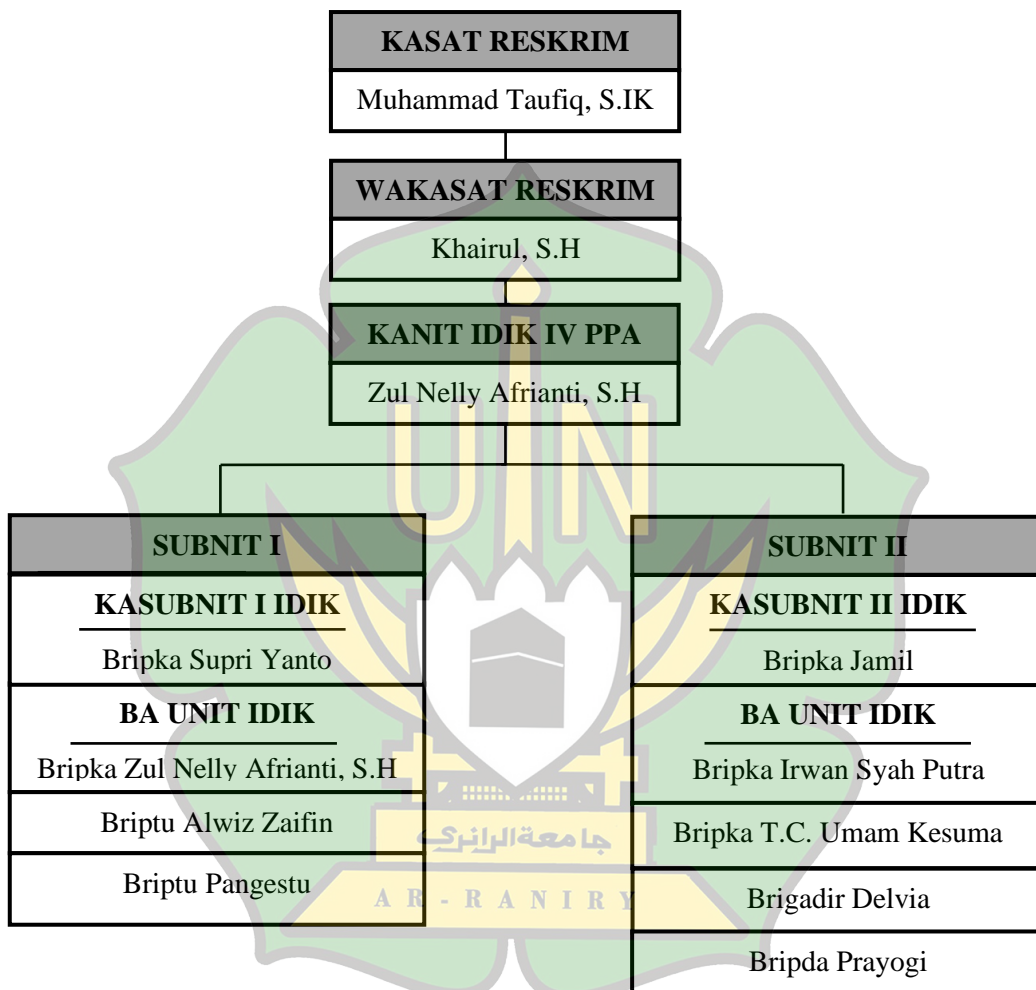 KASAT RESKRIM
Muhammad Taufiq, S.IK
WAKASAT RESKRIM
Khairul, S.H
KANIT IDIK IV PPA
Zul Nelly Afrianti, S.H
SUBNIT I
KASUBNIT I IDIK
Bripka Supri Yanto
BA UNIT IDIK
Bripka Zul Nelly Afrianti, S.H
Briptu Alwiz Zaifin
Briptu Pangestu
SUBNIT II
KASUBNIT II IDIK
Bripka Jamil
BA UNIT IDIK
Bripka Irwan Syah Putra
Bripka T.C. Umam Kesuma
Brigadir Delvia
Bripda Prayogi
UIN
جامعة الرانري
AR-RANIRY